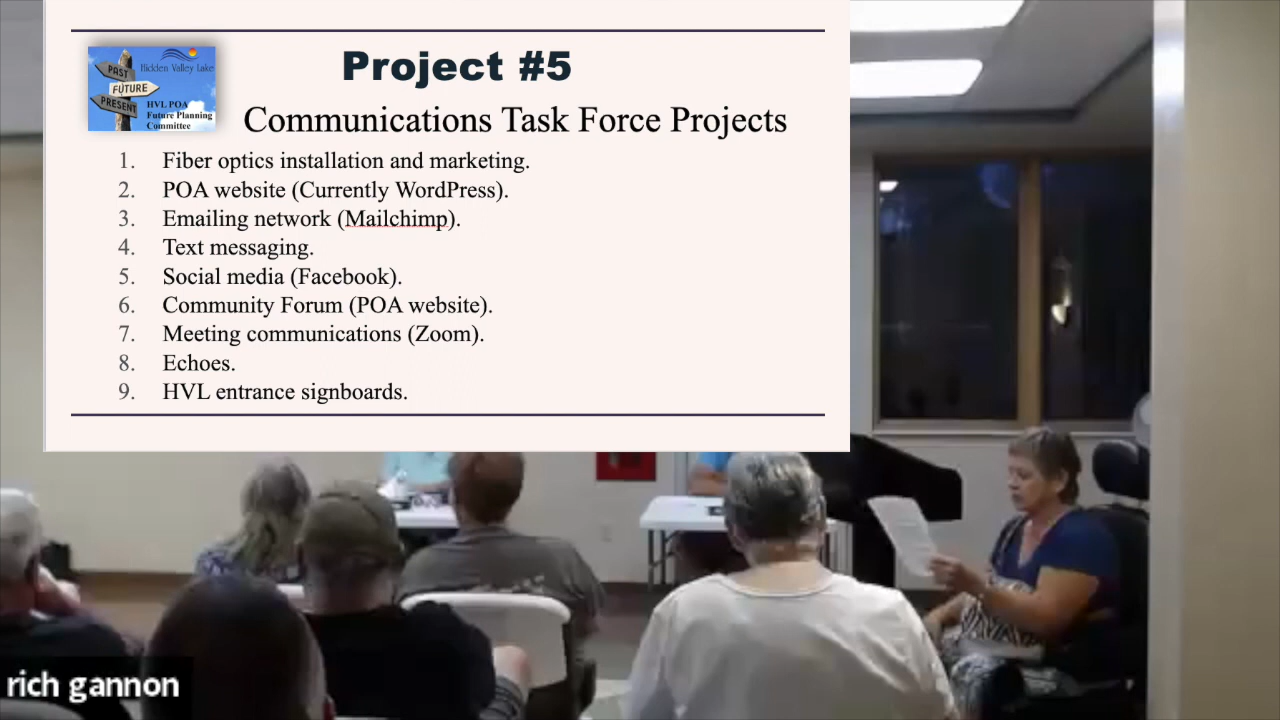 Project #5
PAST
FUTURE
PRESENT
Hidden Valley Lake
HVL POA
Future Planning
Committee
Communications Task Force Projects
1. Fiber optics installation and marketing.
2. POA website (Currently WordPress).
3. Emailing network (Mailchimp).
4. Text messaging.
5. Social media (Facebook).
6. Community Forum (POA website).
7. Meeting communications (Zoom).
8. Echoes.
9. HVL entrance signboards.
rich gannon